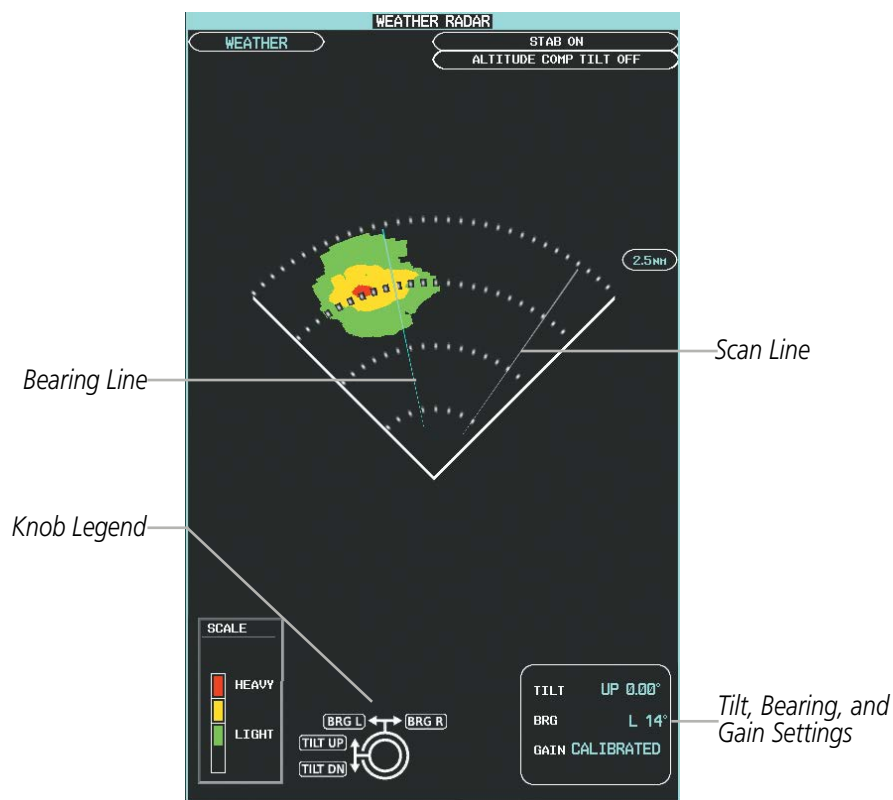 WEATHER RADAR
WEATHER
STAB ON
ALTITUDE COMP TILT OFF
2.5NM
Scan Line
Bearing Line
Knob Legend
SCALE
HEAVY
LIGHT
BRG L
BRG R
TILT UP
TILT DN
TILT UP 0.00°
BRG L 14°
GAIN CALIBRATED
Tilt, Bearing, and
Gain Settings